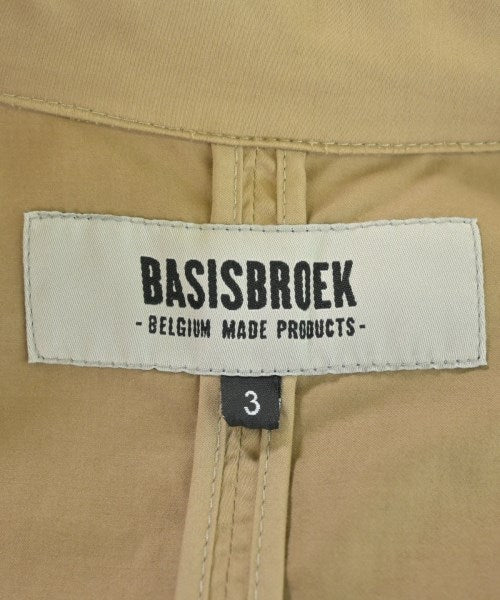 BASISBROEK
- BELGIUM MADE PRODUCTS -
3